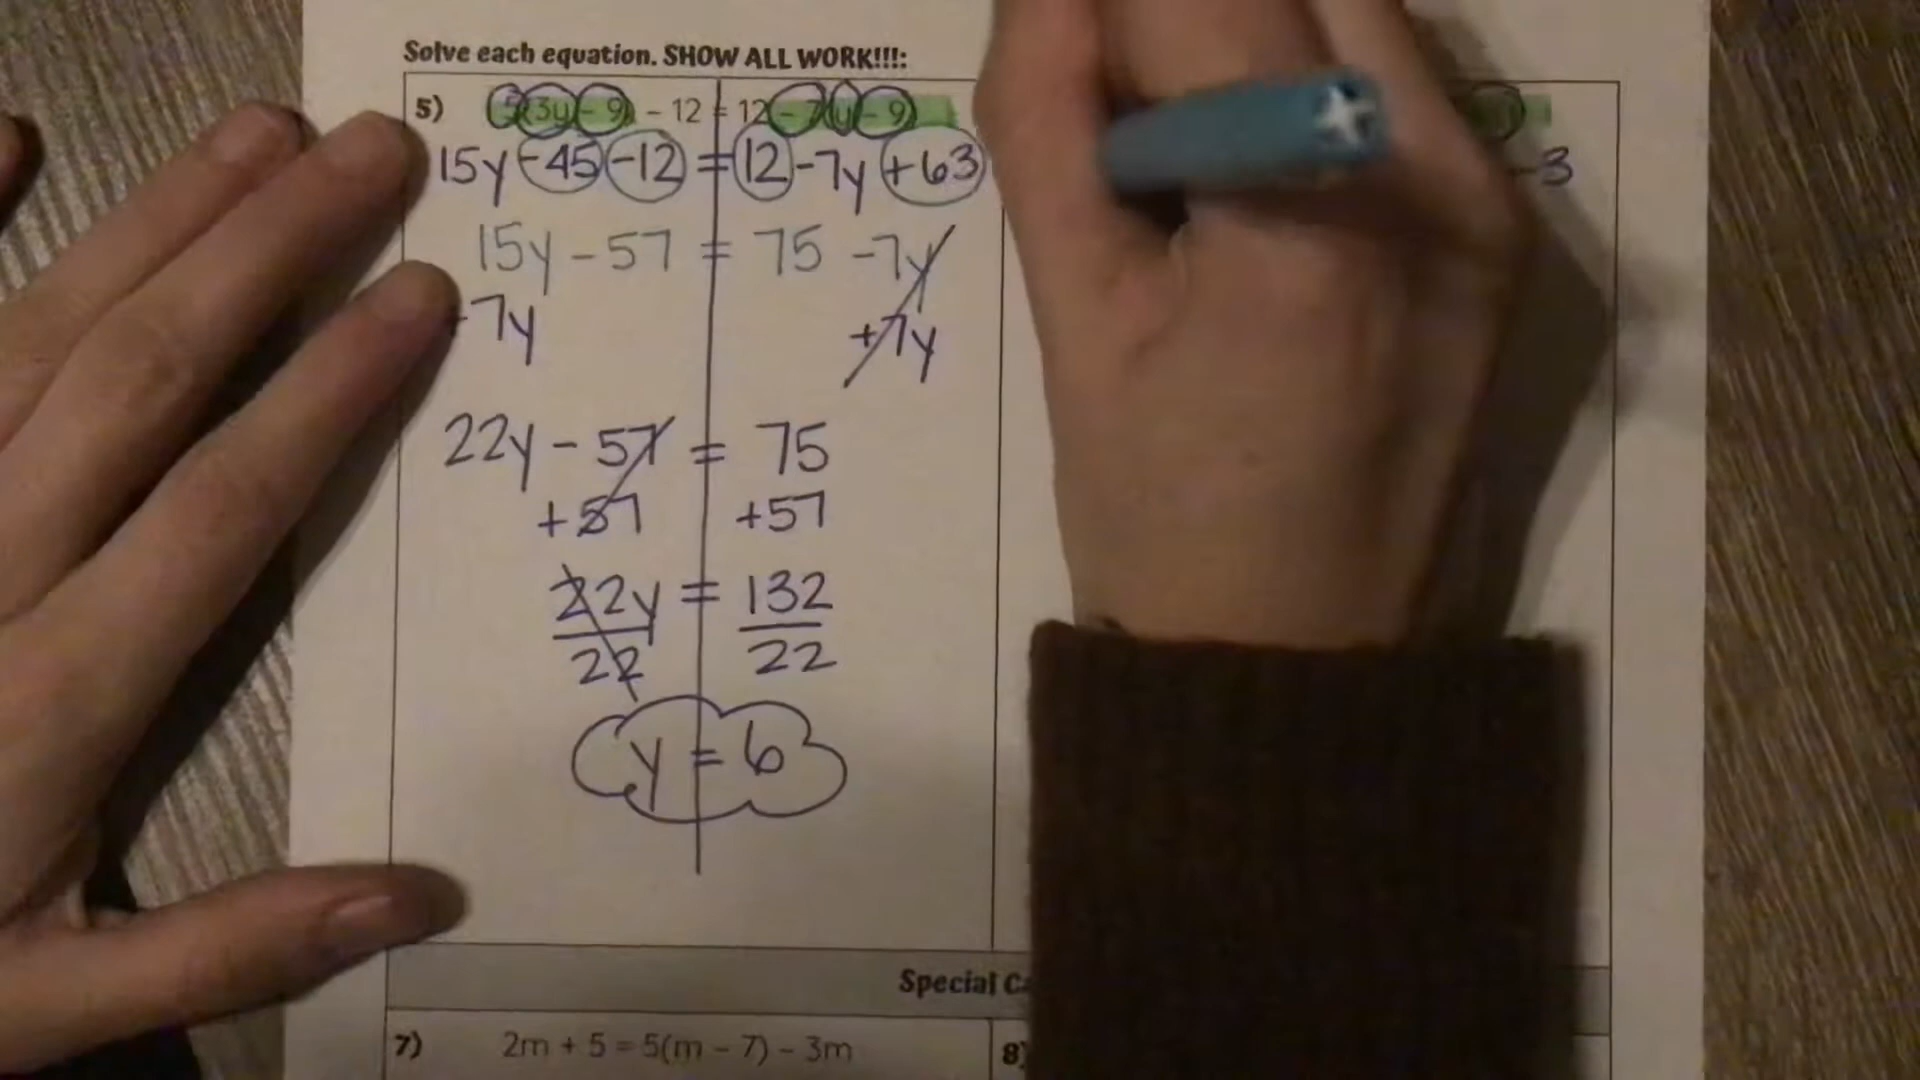 Solve each equation. SHOW ALL WORK!!!:
5) 5(3y - 9) - 12 = 12 - 7(y - 9)
15y -45 -12 = 12 -7y +63
-3
15y - 57 = 75 -7y
7y +7y
22y - 57 = 75
+57 +57
22y = 132
22 22
y = 6
Special
7) 2m + 5 = 5(m - 7) - 3m
8)